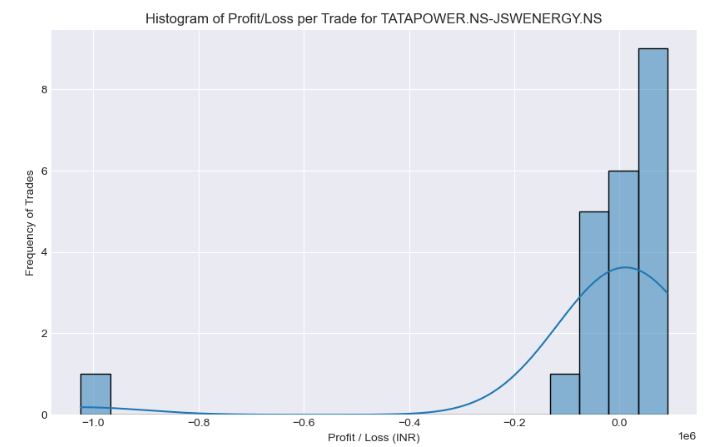 Histogram of Profit/Loss per Trade for TATAPOWER.NS-JSWENERGY.NS
8
6
4
2
0
Frequency of Trades
−1.0 −0.8 −0.6 −0.4 −0.2 0.0
1e6
Profit / Loss (INR)